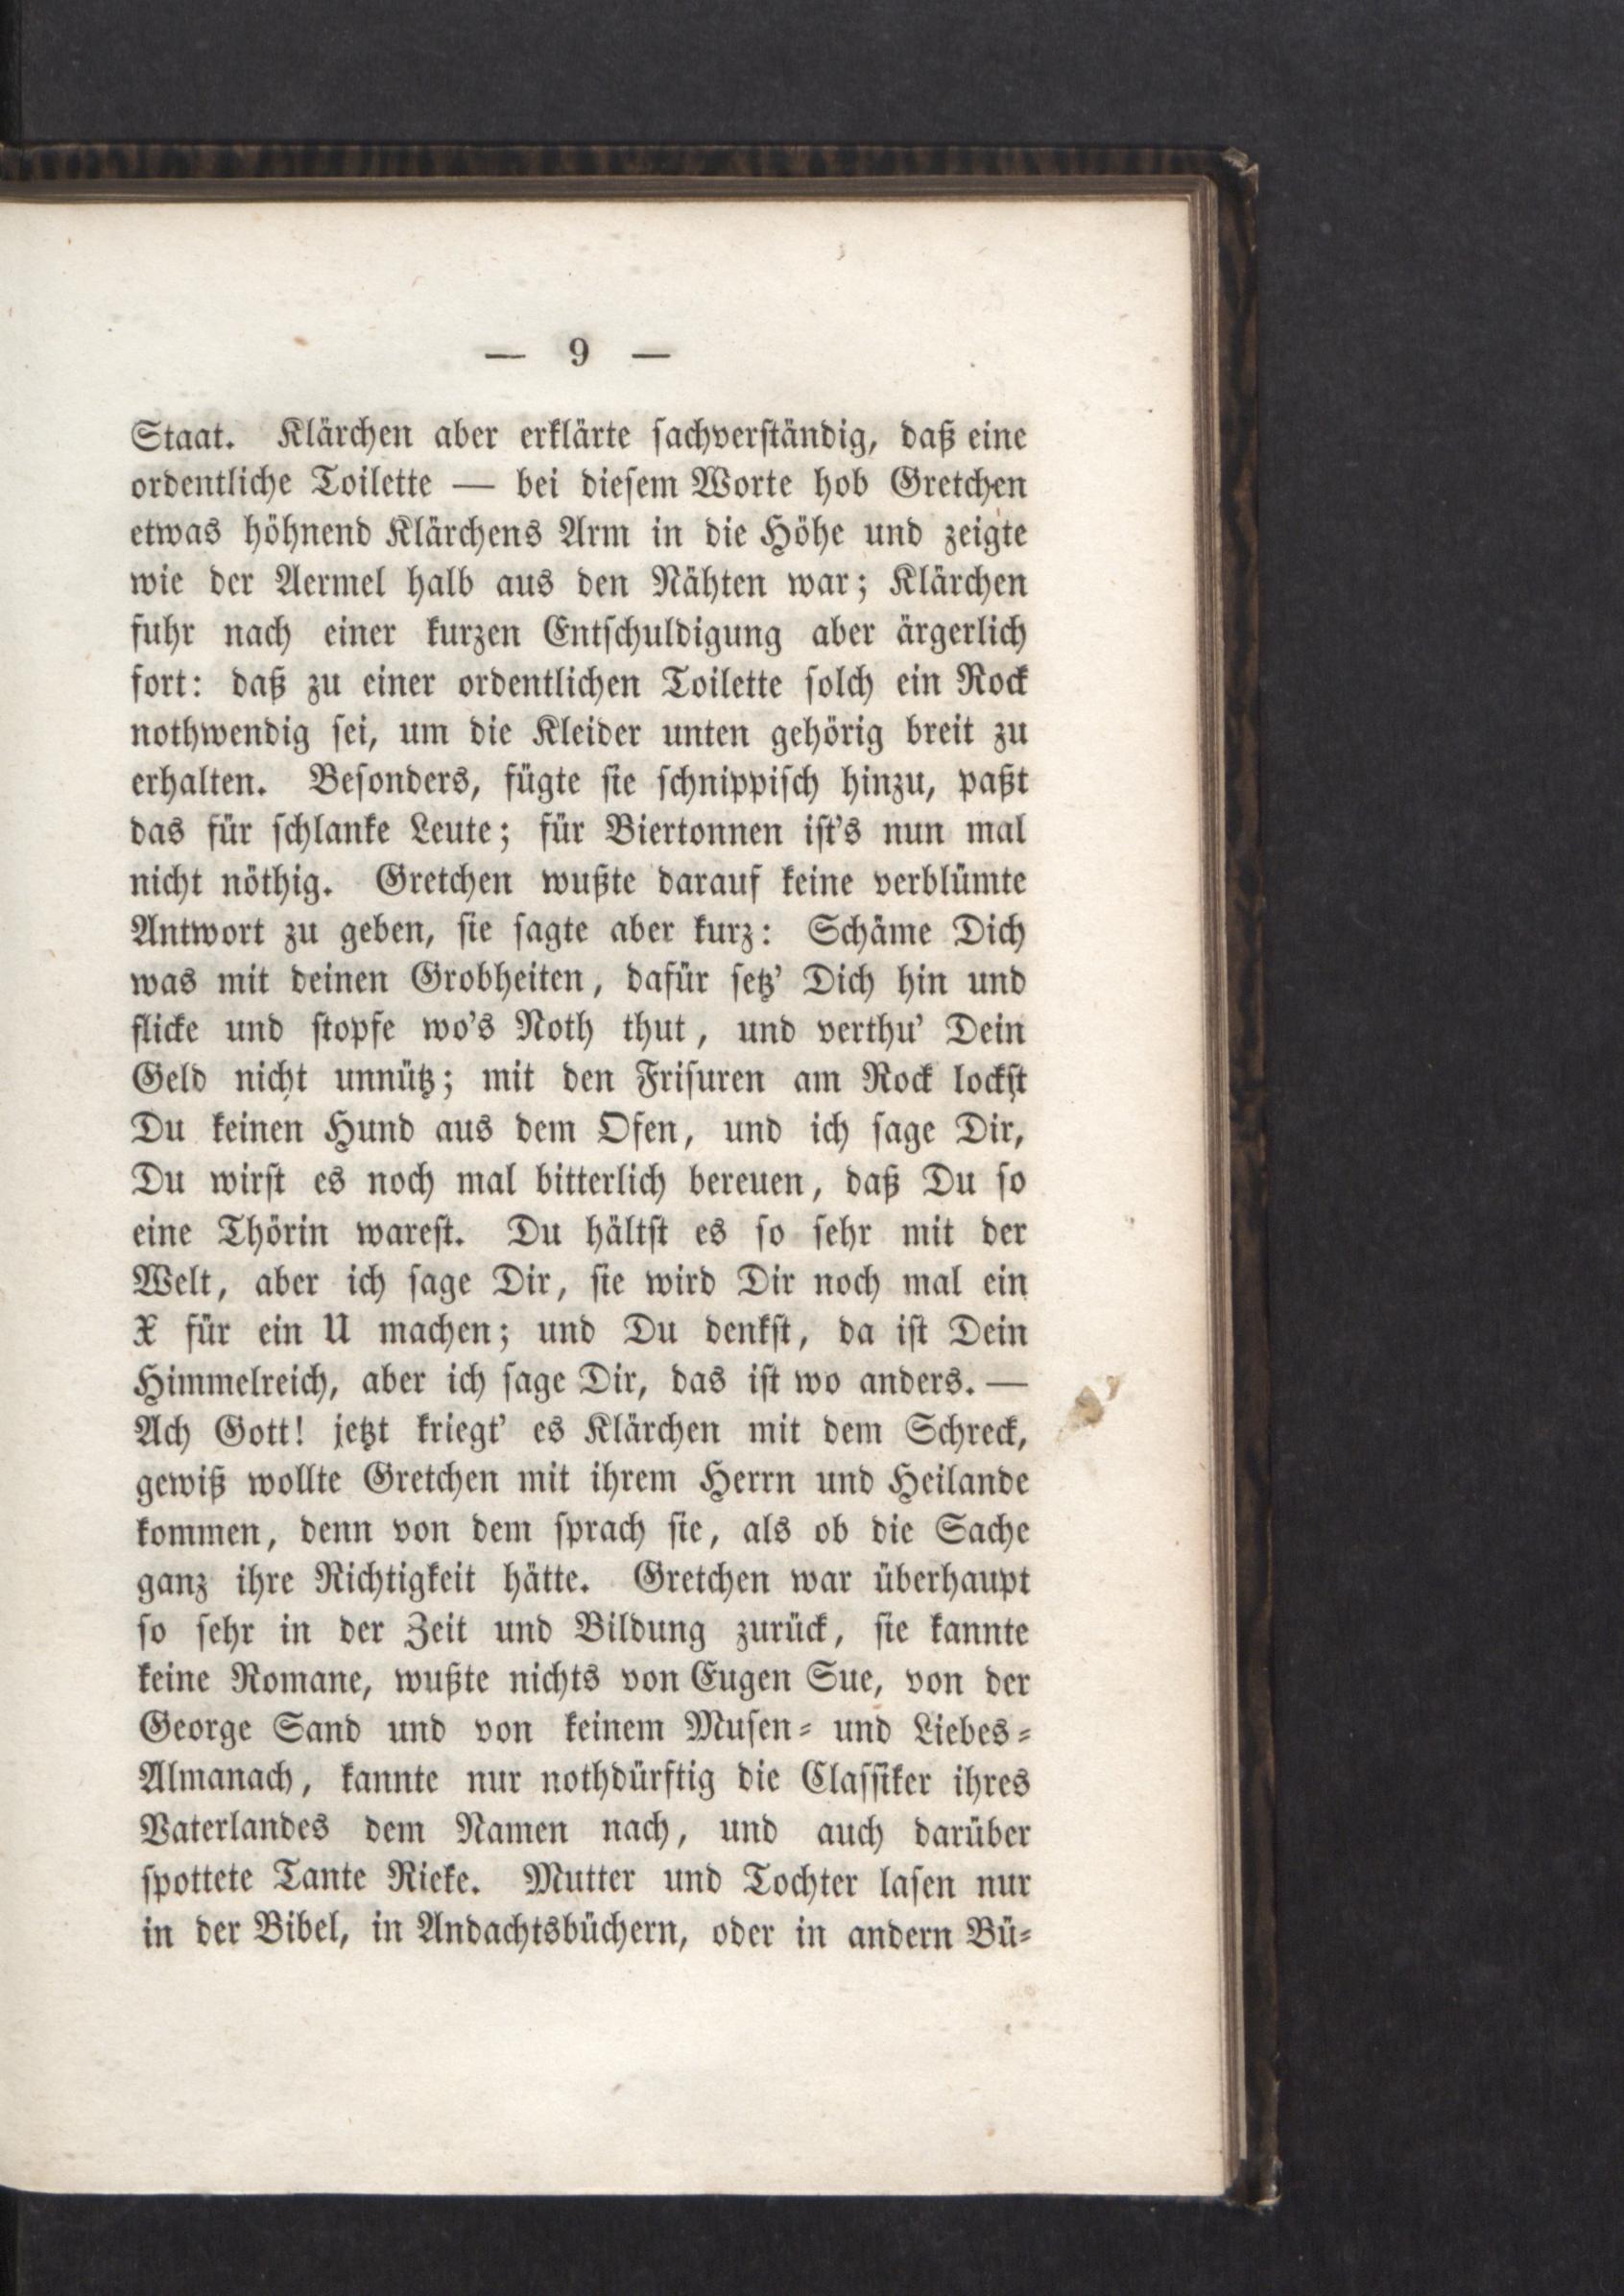 — 9 —
Staat. Klärchen aber erklärte sachverständig, daß eine
ordentliche Toilette — bei diesem Worte hob Gretchen
etwas höhnend Klärchens Arm in die Höhe und zeigte
wie der Aermel halb aus den Nähten war; Klärchen
fuhr nach einer kurzen Entschuldigung aber ärgerlich
fort: daß zu einer ordentlichen Toilette solch ein Rock
nothwendig sei, um die Kleider unten gehörig breit zu
erhalten. Besonders, fügte sie schnippisch hinzu, paßt
das für schlanke Leute; für Biertonnen ist's nun mal
nicht nöthig. Gretchen wußte darauf keine verblümte
Antwort zu geben, sie sagte aber kurz: Schäme Dich
was mit deinen Grobheiten, dafür setz' Dich hin und
flicke und stopfe wo's Noth thut, und verthu' Dein
Geld nicht unnütz; mit den Frisuren am Rock lockst
Du keinen Hund aus dem Ofen, und ich sage Dir,
Du wirst es noch mal bitterlich bereuen, daß Du so
eine Thörin warest. Du hältst es so sehr mit der
Welt, aber ich sage Dir, sie wird Dir noch mal ein
X für ein U machen; und Du denkst, da ist Dein
Himmelreich, aber ich sage Dir, das ist wo anders. —
Ach Gott! jetzt kriegt' es Klärchen mit dem Schreck,
gewiß wollte Gretchen mit ihrem Herrn und Heilande
kommen, denn von dem sprach sie, als ob die Sache
ganz ihre Richtigkeit hätte. Gretchen war überhaupt
so sehr in der Zeit und Bildung zurück, sie kannte
keine Romane, wußte nichts von Eugen Sue, von der
George Sand und von keinem Musen- und Liebes-
Almanach, kannte nur nothdürftig die Classiker ihres
Vaterlandes dem Namen nach, und auch darüber
spottete Tante Rieke. Mutter und Tochter lasen nur
in der Bibel, in Andachtsbüchern, oder in andern Bü-